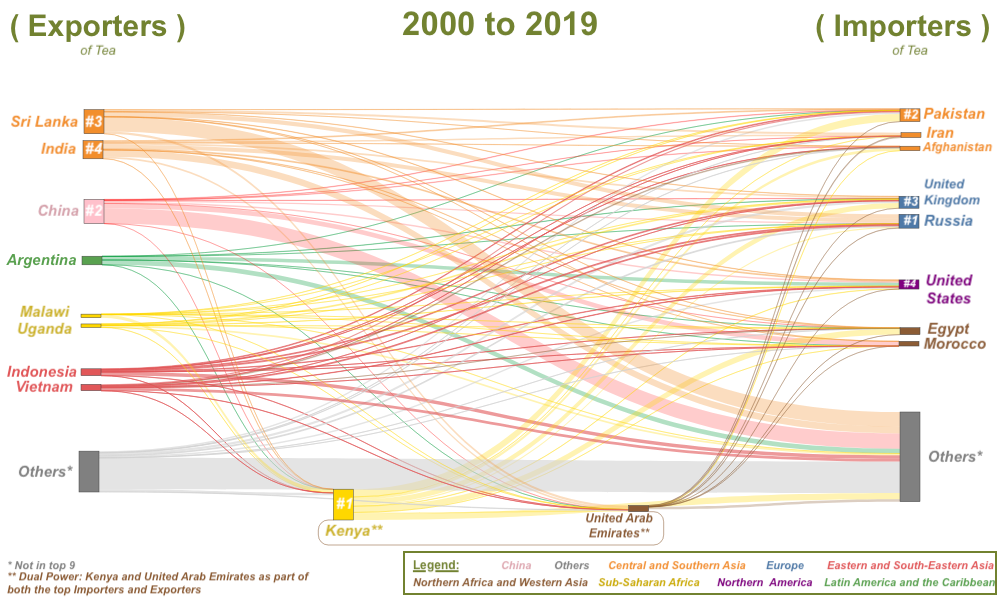 ( Exporters )
of Tea
2000 to 2019
( Importers )
of Tea
Sri Lanka
#3
India
#4
China
#2
Argentina
Malawi
Uganda
Indonesia
Vietnam
Others*
#1
Kenya**
United Arab
Emirates**
#2
Pakistan
Iran
Afghanistan
United
#3
Kingdom
#1
Russia
#4
United
States
Egypt
Morocco
Others*
* Not in top 9
** Dual Power: Kenya and United Arab Emirates as part of
both the top Importers and Exporters
Legend:
China
Others
Central and Southern Asia
Europe
Eastern and South-Eastern Asia
Northern Africa and Western Asia
Sub-Saharan Africa
Northern America
Latin America and the Caribbean